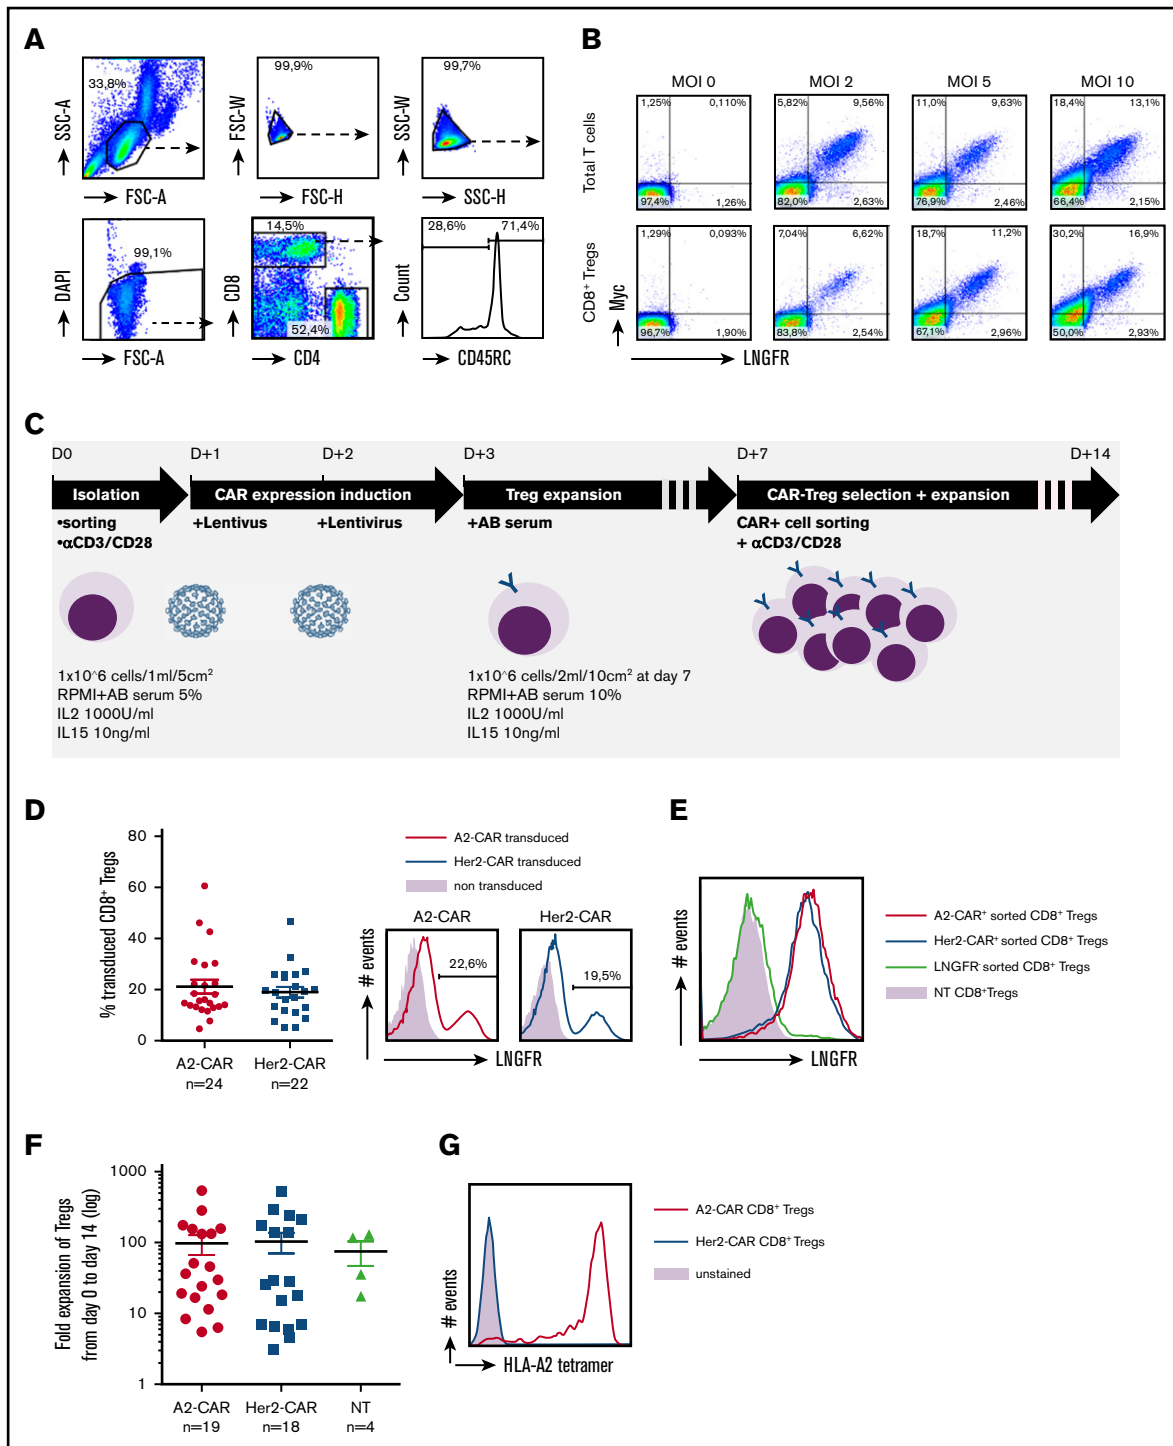 A
33,8%
SSC-A
FSC-A
99,9%
FSC-W
FSC-H
99,7%
SSC-W
SSC-H
99,1%
DAPI
FSC-A
14,5%
52,4%
CD8
CD4
28,6%
71,4%
Count
CD45RC
B
MOI 0
MOI 2
MOI 5
MOI 10
Total T cells
1,25%
0,110%
97,4%
1,26%
5,82%
9,56%
82,0%
2,63%
11,0%
9,63%
76,9%
2,46%
18,4%
13,1%
66,4%
2,15%
CD8+ Tregs
1,29%
0,093%
96,7%
1,90%
7,04%
6,62%
83,8%
2,54%
18,7%
11,2%
67,1%
2,96%
30,2%
16,9%
50,0%
2,93%
Myc
LNGFR
C
D0
D+1
D+2
D+3
D+7
D+14
Isolation
CAR expression induction
Treg expansion
CAR-Treg selection + expansion
•sorting
•αCD3/CD28
+Lentivus
+Lentivirus
+AB serum
CAR+ cell sorting
+ αCD3/CD28
1x10^6 cells/1ml/5cm²
RPMI+AB serum 5%
IL2 1000U/ml
IL15 10ng/ml
1x10^6 cells/2ml/10cm² at day 7
RPMI+AB serum 10%
IL2 1000U/ml
IL15 10ng/ml
D
% transduced CD8+ Tregs
80
60
40
20
0
A2-CAR
n=24
Her2-CAR
n=22
A2-CAR transduced
Her2-CAR transduced
non transduced
A2-CAR
22,6%
Her2-CAR
19,5%
# events
LNGFR
E
# events
LNGFR
A2-CAR+ sorted CD8+ Tregs
Her2-CAR+ sorted CD8+ Tregs
LNGFR- sorted CD8+ Tregs
NT CD8+Tregs
F
Fold expansion of Tregs
from day 0 to day 14 (log)
1000
100
10
1
A2-CAR
n=19
Her2-CAR
n=18
NT
n=4
G
# events
HLA-A2 tetramer
A2-CAR CD8+ Tregs
Her2-CAR CD8+ Tregs
unstained